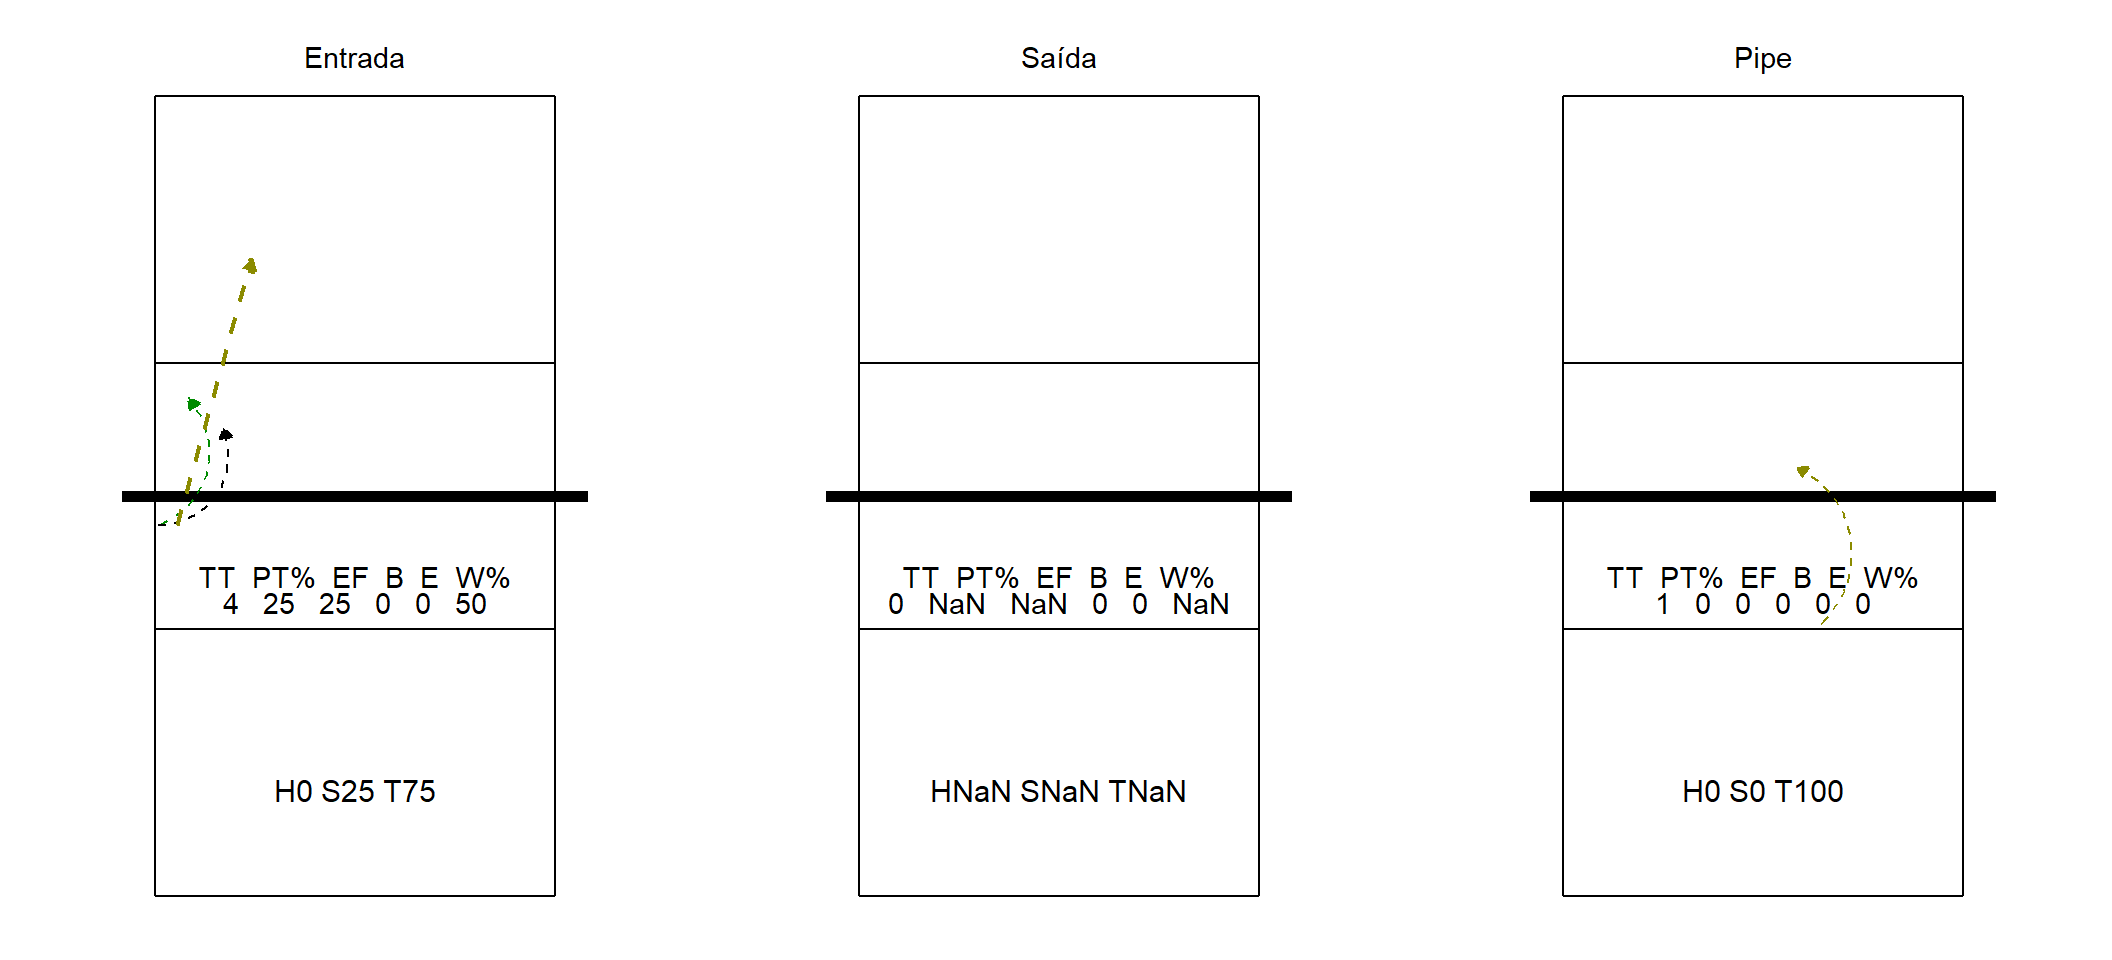 Entrada
TT PT% EF B E W%
4 25 25 0 0 50
H0 S25 T75
Saída
TT PT% EF B E W%
0 NaN NaN 0 0 NaN
HNaN SNaN TNaN
Pipe
TT PT% EF B E W%
1 0 0 0 0 0
H0 S0 T100